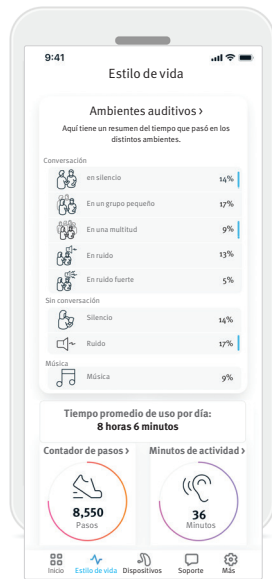 9:41
Estilo de vida
Ambientes auditivos >
Aquí tiene un resumen del tiempo que pasó en los
distintos ambientes.
Conversación
en silencio 14%
En un grupo pequeño 17%
En una multitud 9%
En ruido 13%
En ruido fuerte 5%
Sin conversación
Silencio 14%
Ruido 17%
Música
Música 9%
Tiempo promedio de uso por día:
8 horas 6 minutos
Contador de pasos > Minutos de actividad >
8,550 36
Pasos Minutos
Inicio Estilo de vida Dispositivos Soporte Más